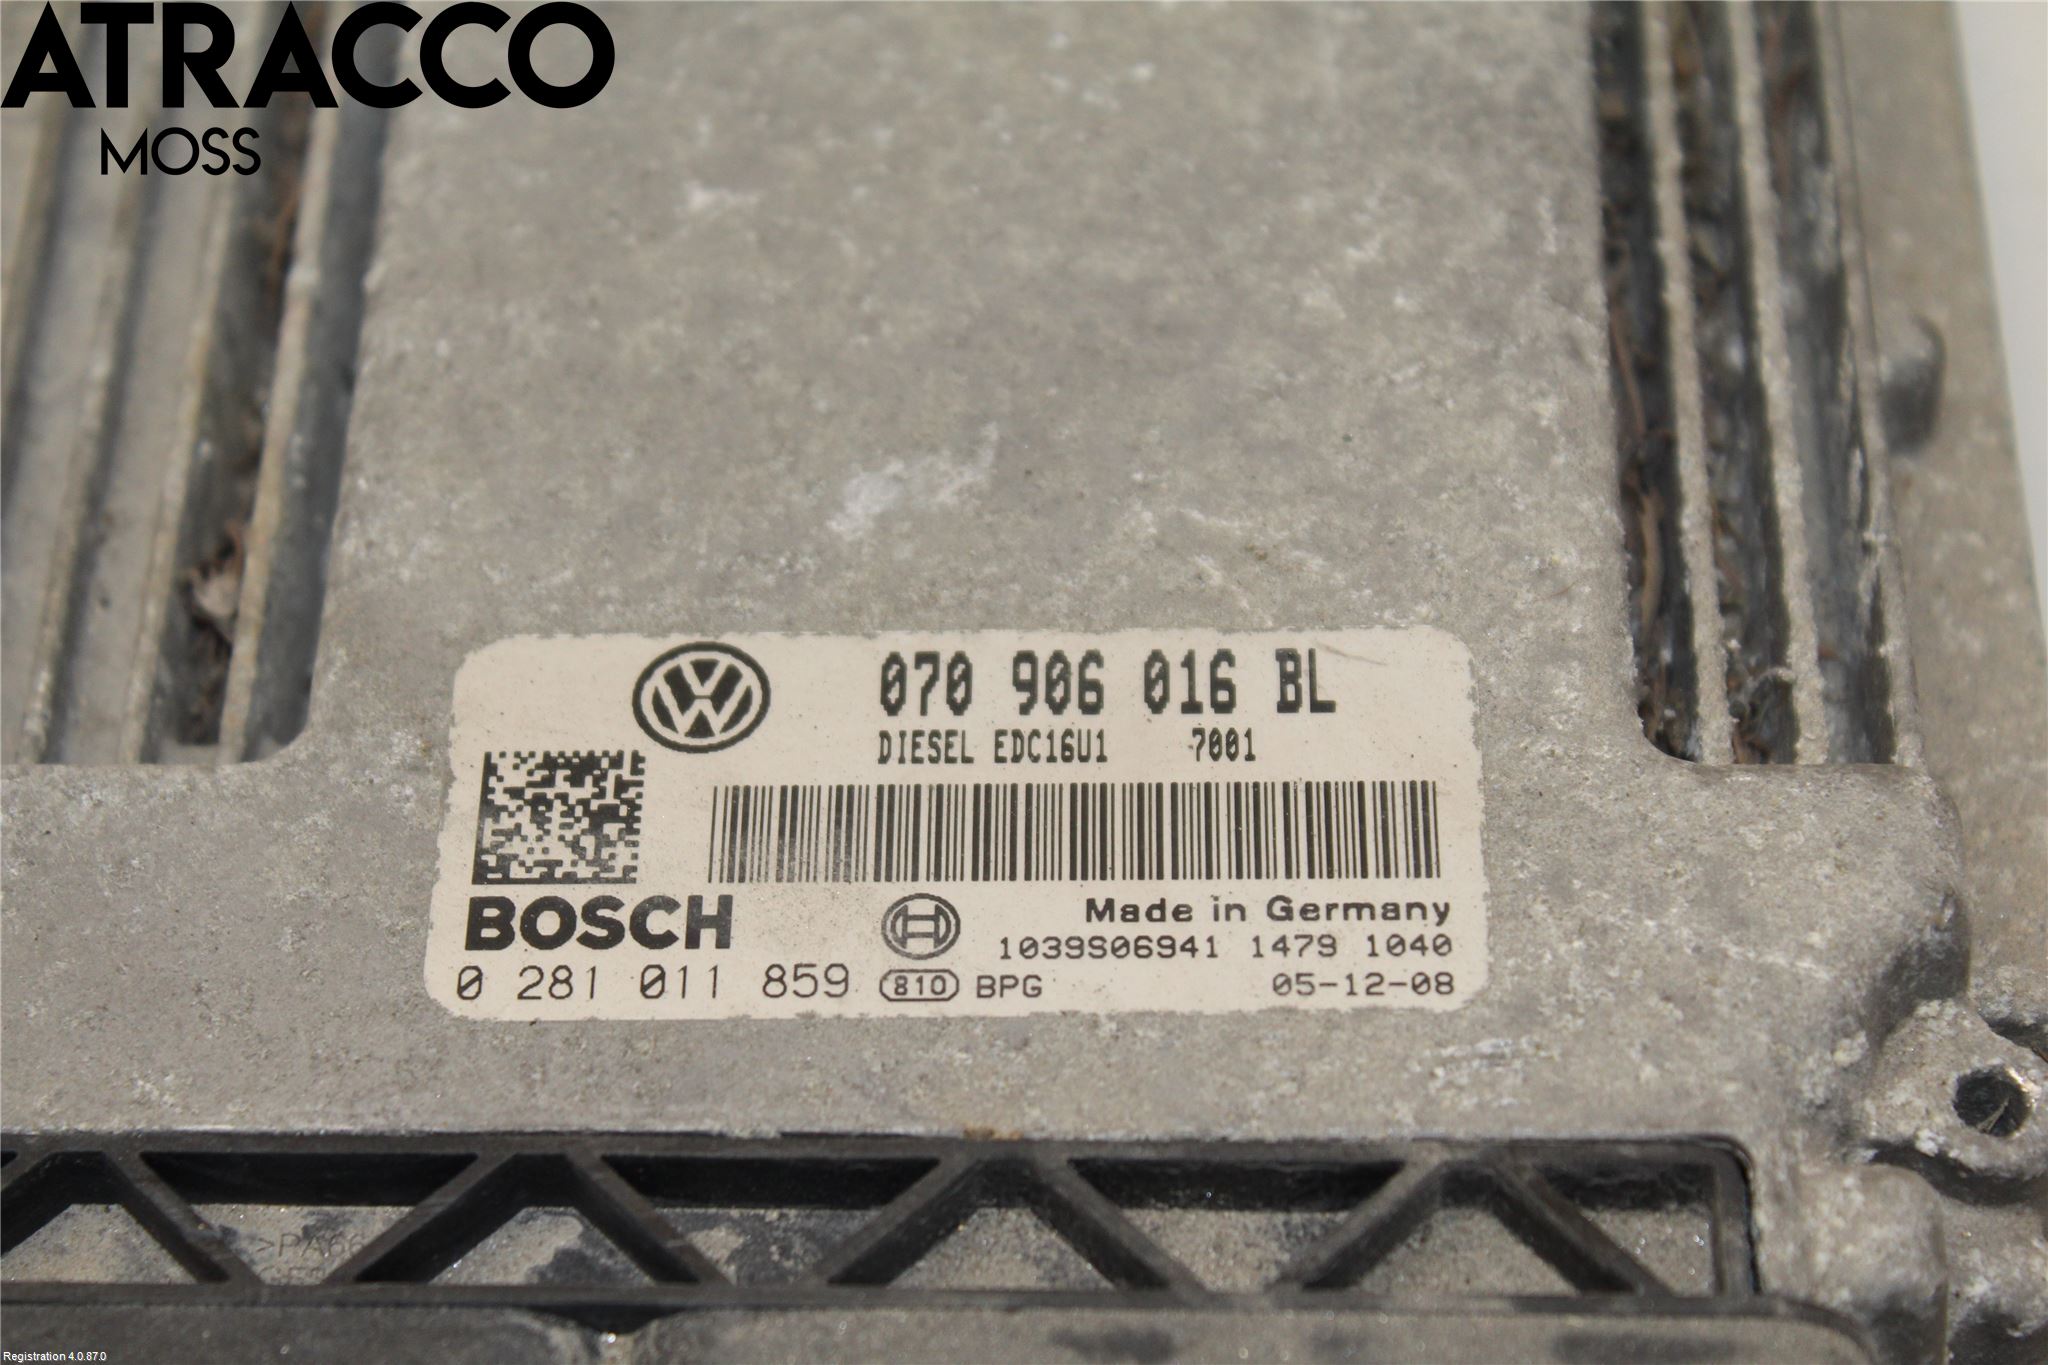 ATRACCO
MOSS
070 906 016 BL
DIESEL EDC16U1 7001
BOSCH
Made in Germany
1039S06941 1479 1040
0 281 011 859 810 BPG 05-12-08
>PA66
Registration 4.0.87.0